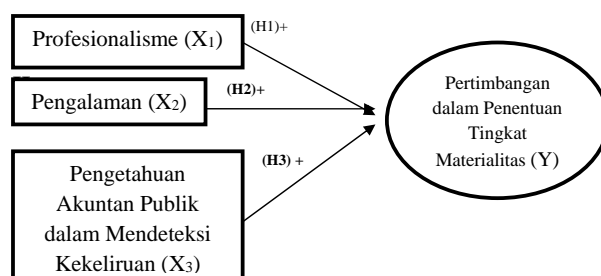 Profesionalisme (X₁)
(H1)+
Pengalaman (X₂)
(H2)+
(H3) +
Pengetahuan
Akuntan Publik
dalam Mendeteksi
Kekeliruan (X₃)
Pertimbangan
dalam Penentuan
Tingkat
Materialitas (Y)